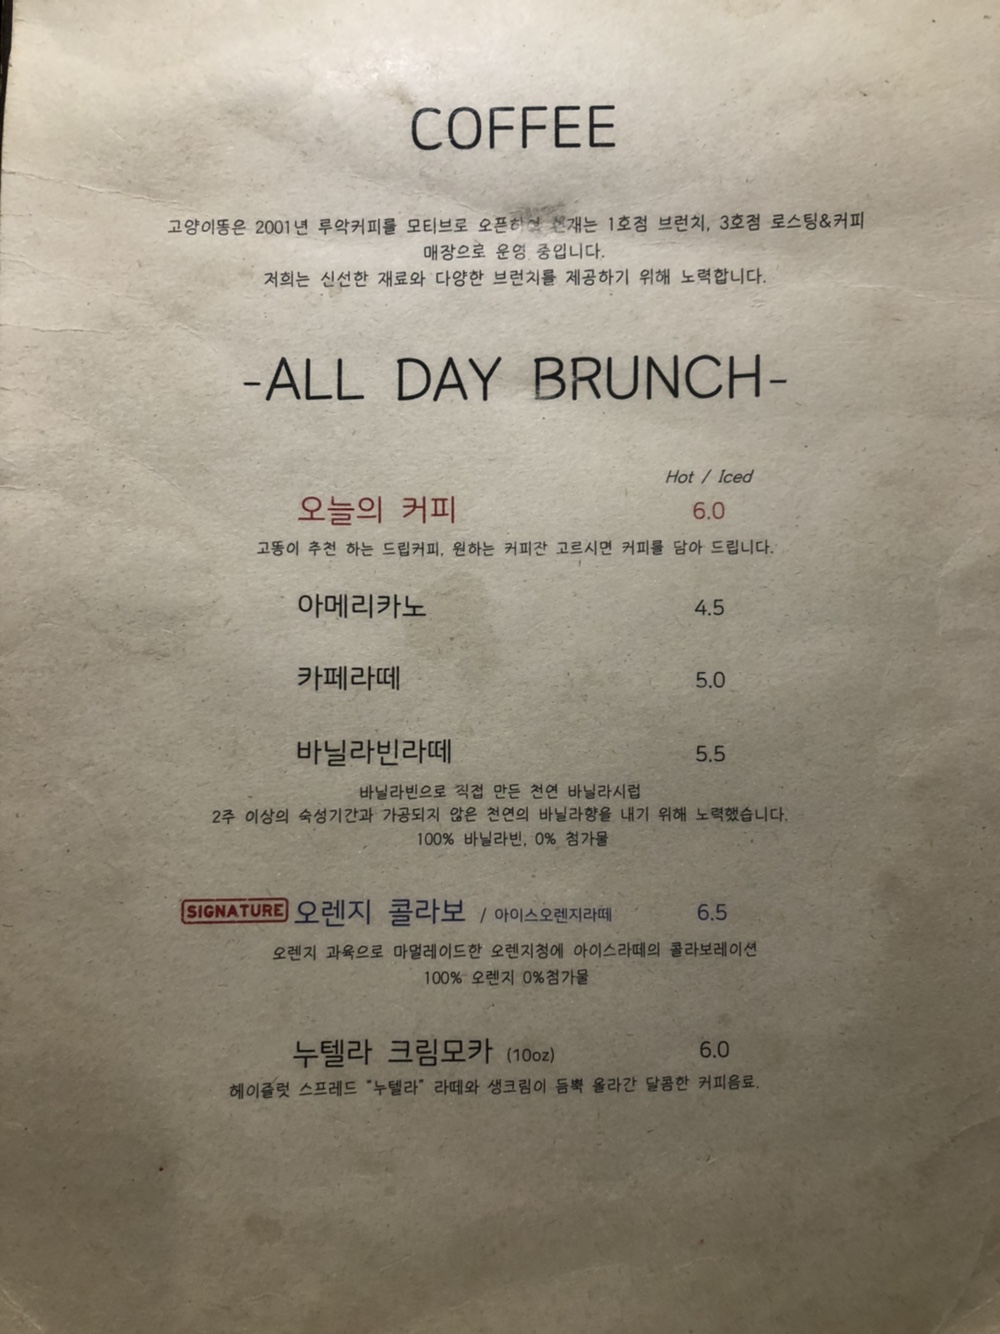 COFFEE
고양이똥은 2001년 루악커피를 모티브로 1호점 브런치, 3호점 로스팅&커피
매장으로 운영 중입니다.
저희는 신선한 재료와 다양한 브런치를 제공하기 위해 노력합니다.
-ALL DAY BRUNCH-
Hot / Iced
오늘의 커피 6.0
고똥이 추천 하는 드립커피, 원하는 커피잔 고르시면 커피를 담아 드립니다.
아메리카노 4.5
카페라떼 5.0
바닐라빈라떼 5.5
바닐라빈으로 직접 만든 천연 바닐라시럽
2주 이상의 숙성기간과 가공되지 않은 천연의 바닐라향을 내기 위해 노력했습니다.
100% 바닐라빈, 0% 첨가물
SIGNATURE 오렌지 콜라보 / 아이스오렌지라떼 6.5
오렌지 과육으로 마멀레이드한 오렌지청에 아이스라떼의 콜라보레이션
100% 오렌지 0%첨가물
누텔라 크림모카 (10oz) 6.0
헤이즐럿 스프레드 "누텔라" 라떼와 생크림이 듬뿍 올라간 달콤한 커피음료.